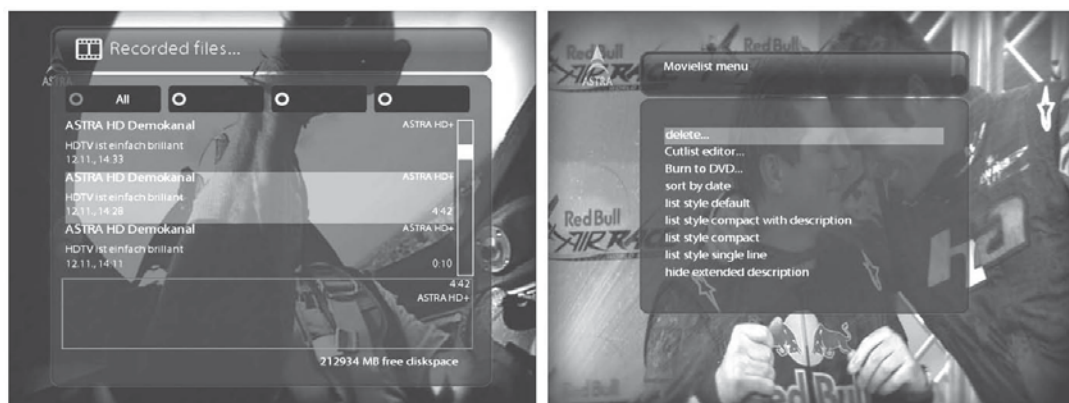 Recorded files...
ASTRA
All
ASTRA HD Demokanal ASTRA HD+
HDTV ist einfach brillant
12.11., 14:33
ASTRA HD Demokanal ASTRA HD+
HDTV ist einfach brillant
12.11., 14:28 4:42
ASTRA HD Demokanal ASTRA HD+
HDTV ist einfach brillant
12.11., 14:11 0:10
4:42
ASTRA HD+
212934 MB free diskspace
Red Bull
AIR RACE
Red Bull
ASTRA
Movielist menu
delete...
Cutlist editor...
Burn to DVD...
sort by date
list style default
list style compact with description
list style compact
list style single line
hide extended description
Red Bull
AIR RACE
Red Bull